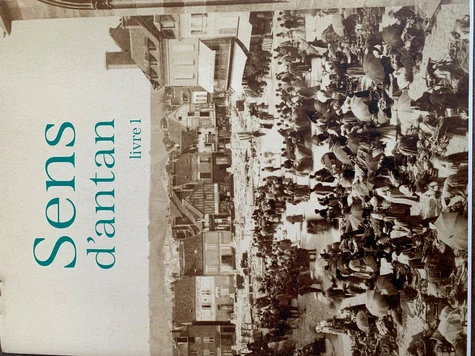 Sens
d'antan
livre 1